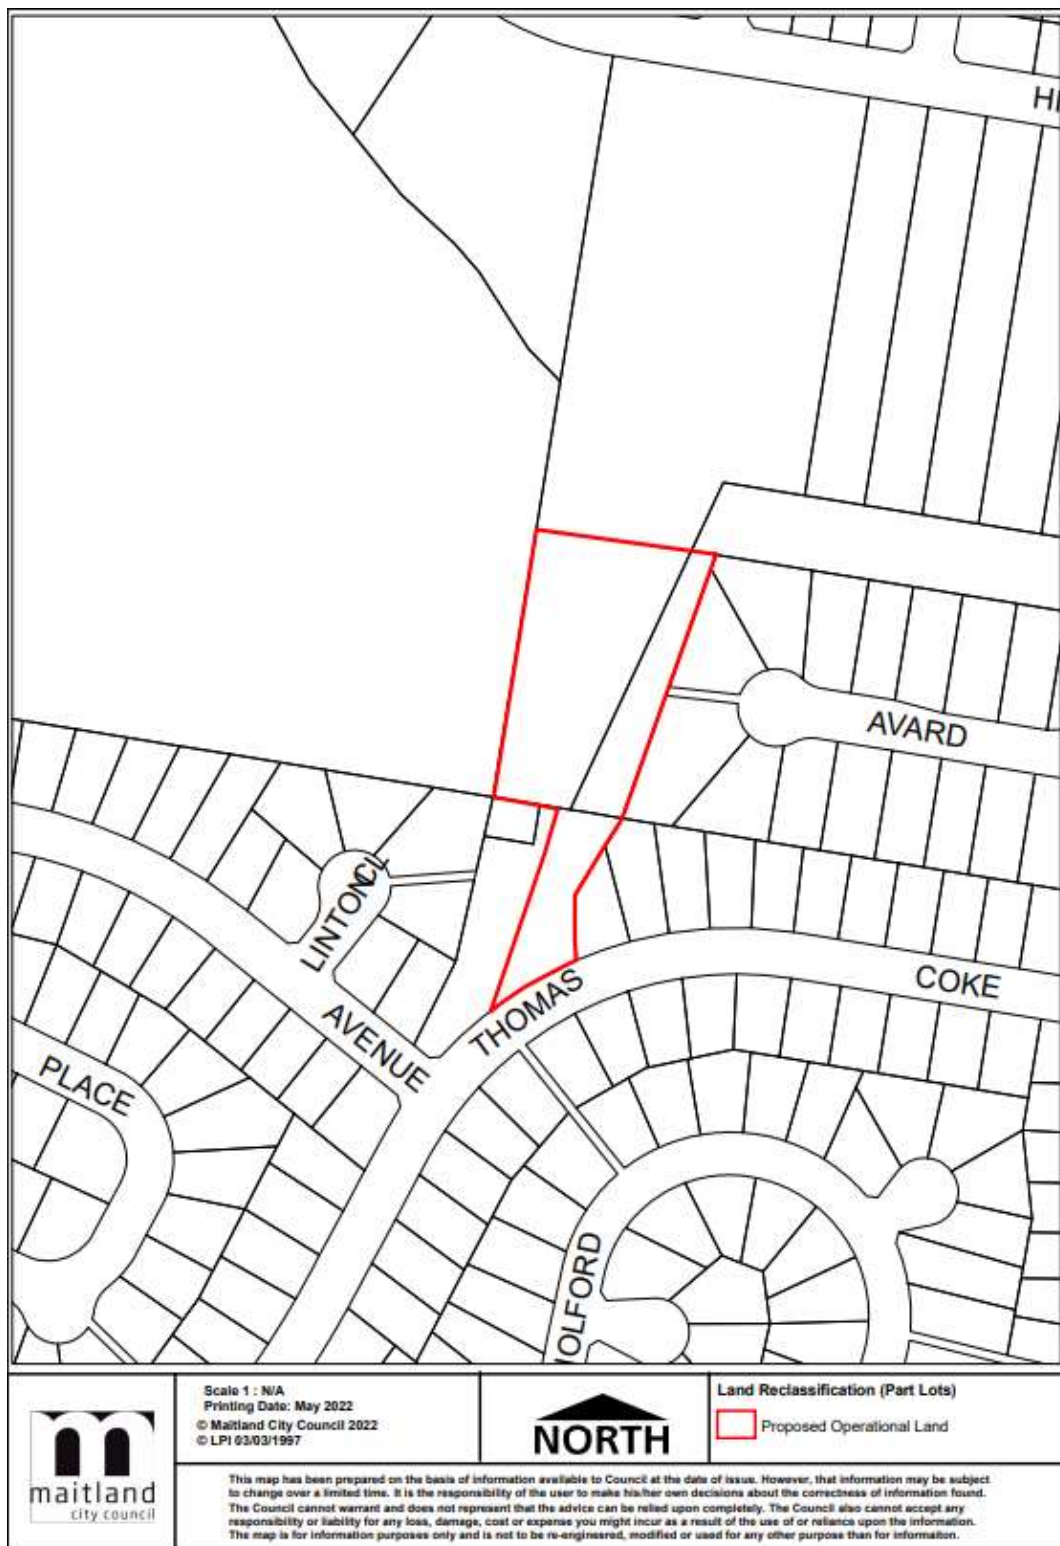 HI
AVARD
LINTON CL
THOMAS
COKE
AVENUE
PLACE
OLFORD
Scale 1 : N/A
Printing Date: May 2022
© Maitland City Council 2022
© LPI 03/03/1997
NORTH
Land Reclassification (Part Lots)
Proposed Operational Land
maitland
city council
This map has been prepared on the basis of information available to Council at the date of issue. However, that information may be subject
to change over a limited time. It is the responsibility of the user to make his/her own decisions about the correctness of information found.
The Council cannot warrant and does not represent that the advice can be relied upon completely. The Council also cannot accept any
responsibility or liability for any loss, damage, cost or expense you might incur as a result of the use of or reliance upon the information.
The map is for information purposes only and is not to be re-engineered, modified or used for any other purpose than for informaiton.